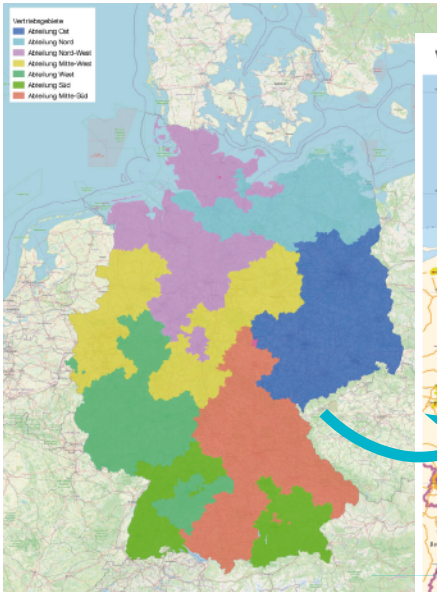 Vertriebsgebiete
Abteilung Ost
Abteilung Nord
Abteilung Nord-West
Abteilung Mitte-West
Abteilung West
Abteilung Süd
Abteilung Mitte-Süd